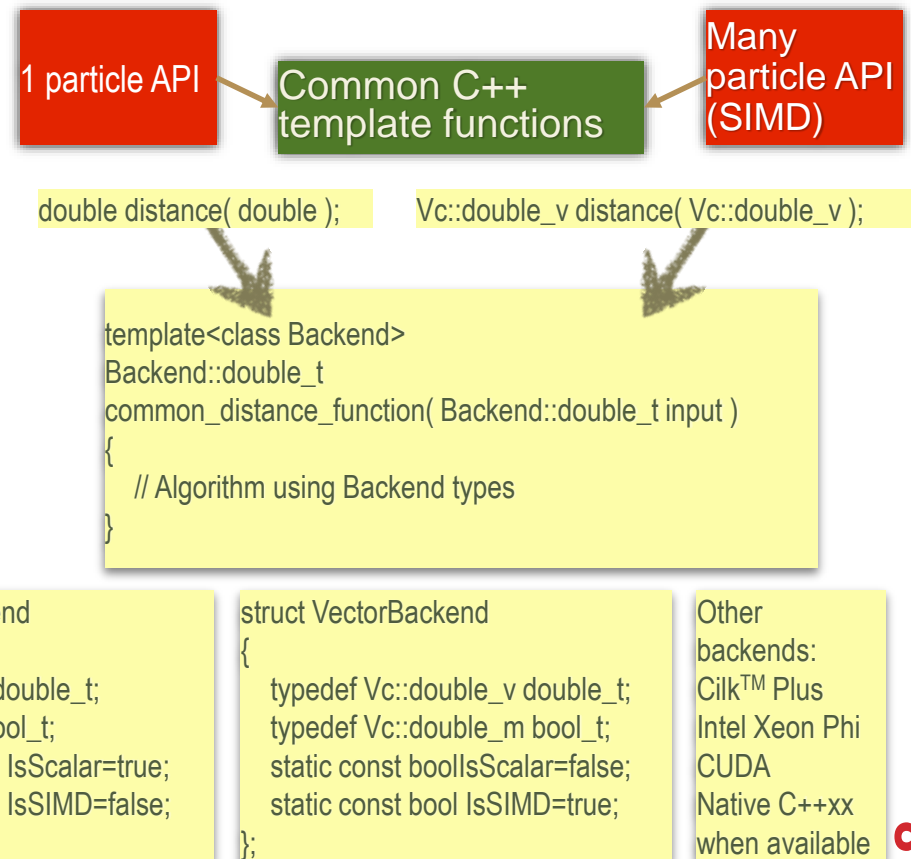 1 particle API
Common C++
template functions
Many
particle API
(SIMD)
double distance( double );
Vc::double_v distance( Vc::double_v );
template<class Backend>
Backend::double_t
common_distance_function( Backend::double_t input )
{
// Algorithm using Backend types
}
IsScalar=true;
IsSIMD=false;
struct VectorBackend
{
typedef Vc::double_v double_t;
typedef Vc::double_m bool_t;
static const boolIsScalar=false;
static const bool IsSIMD=true;
};
Other
backends:
Cilk™ Plus
Intel Xeon Phi
CUDA
Native C++xx
when available